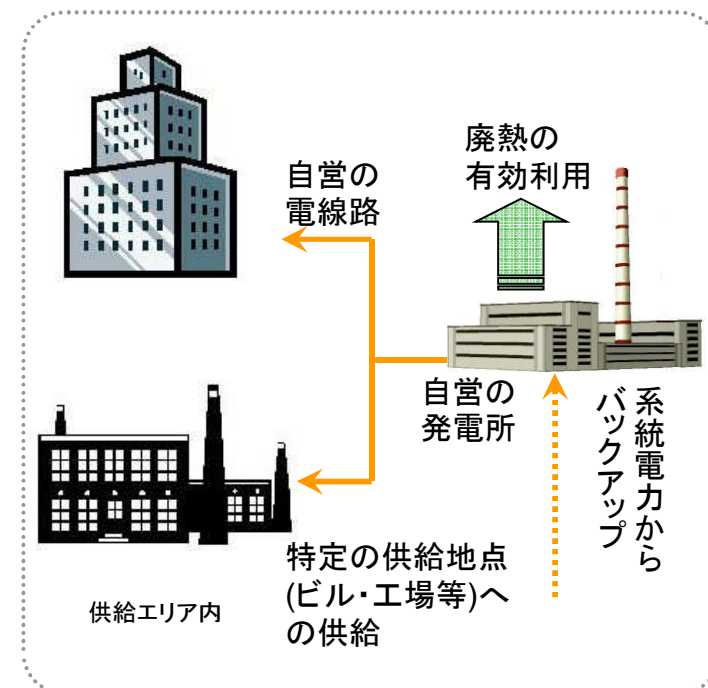 廃熱の
有効利用
自営の
電線路
自営の
発電所
系統電力から
バックアップ
特定の供給地点
(ビル・工場等)へ
の供給
供給エリア内